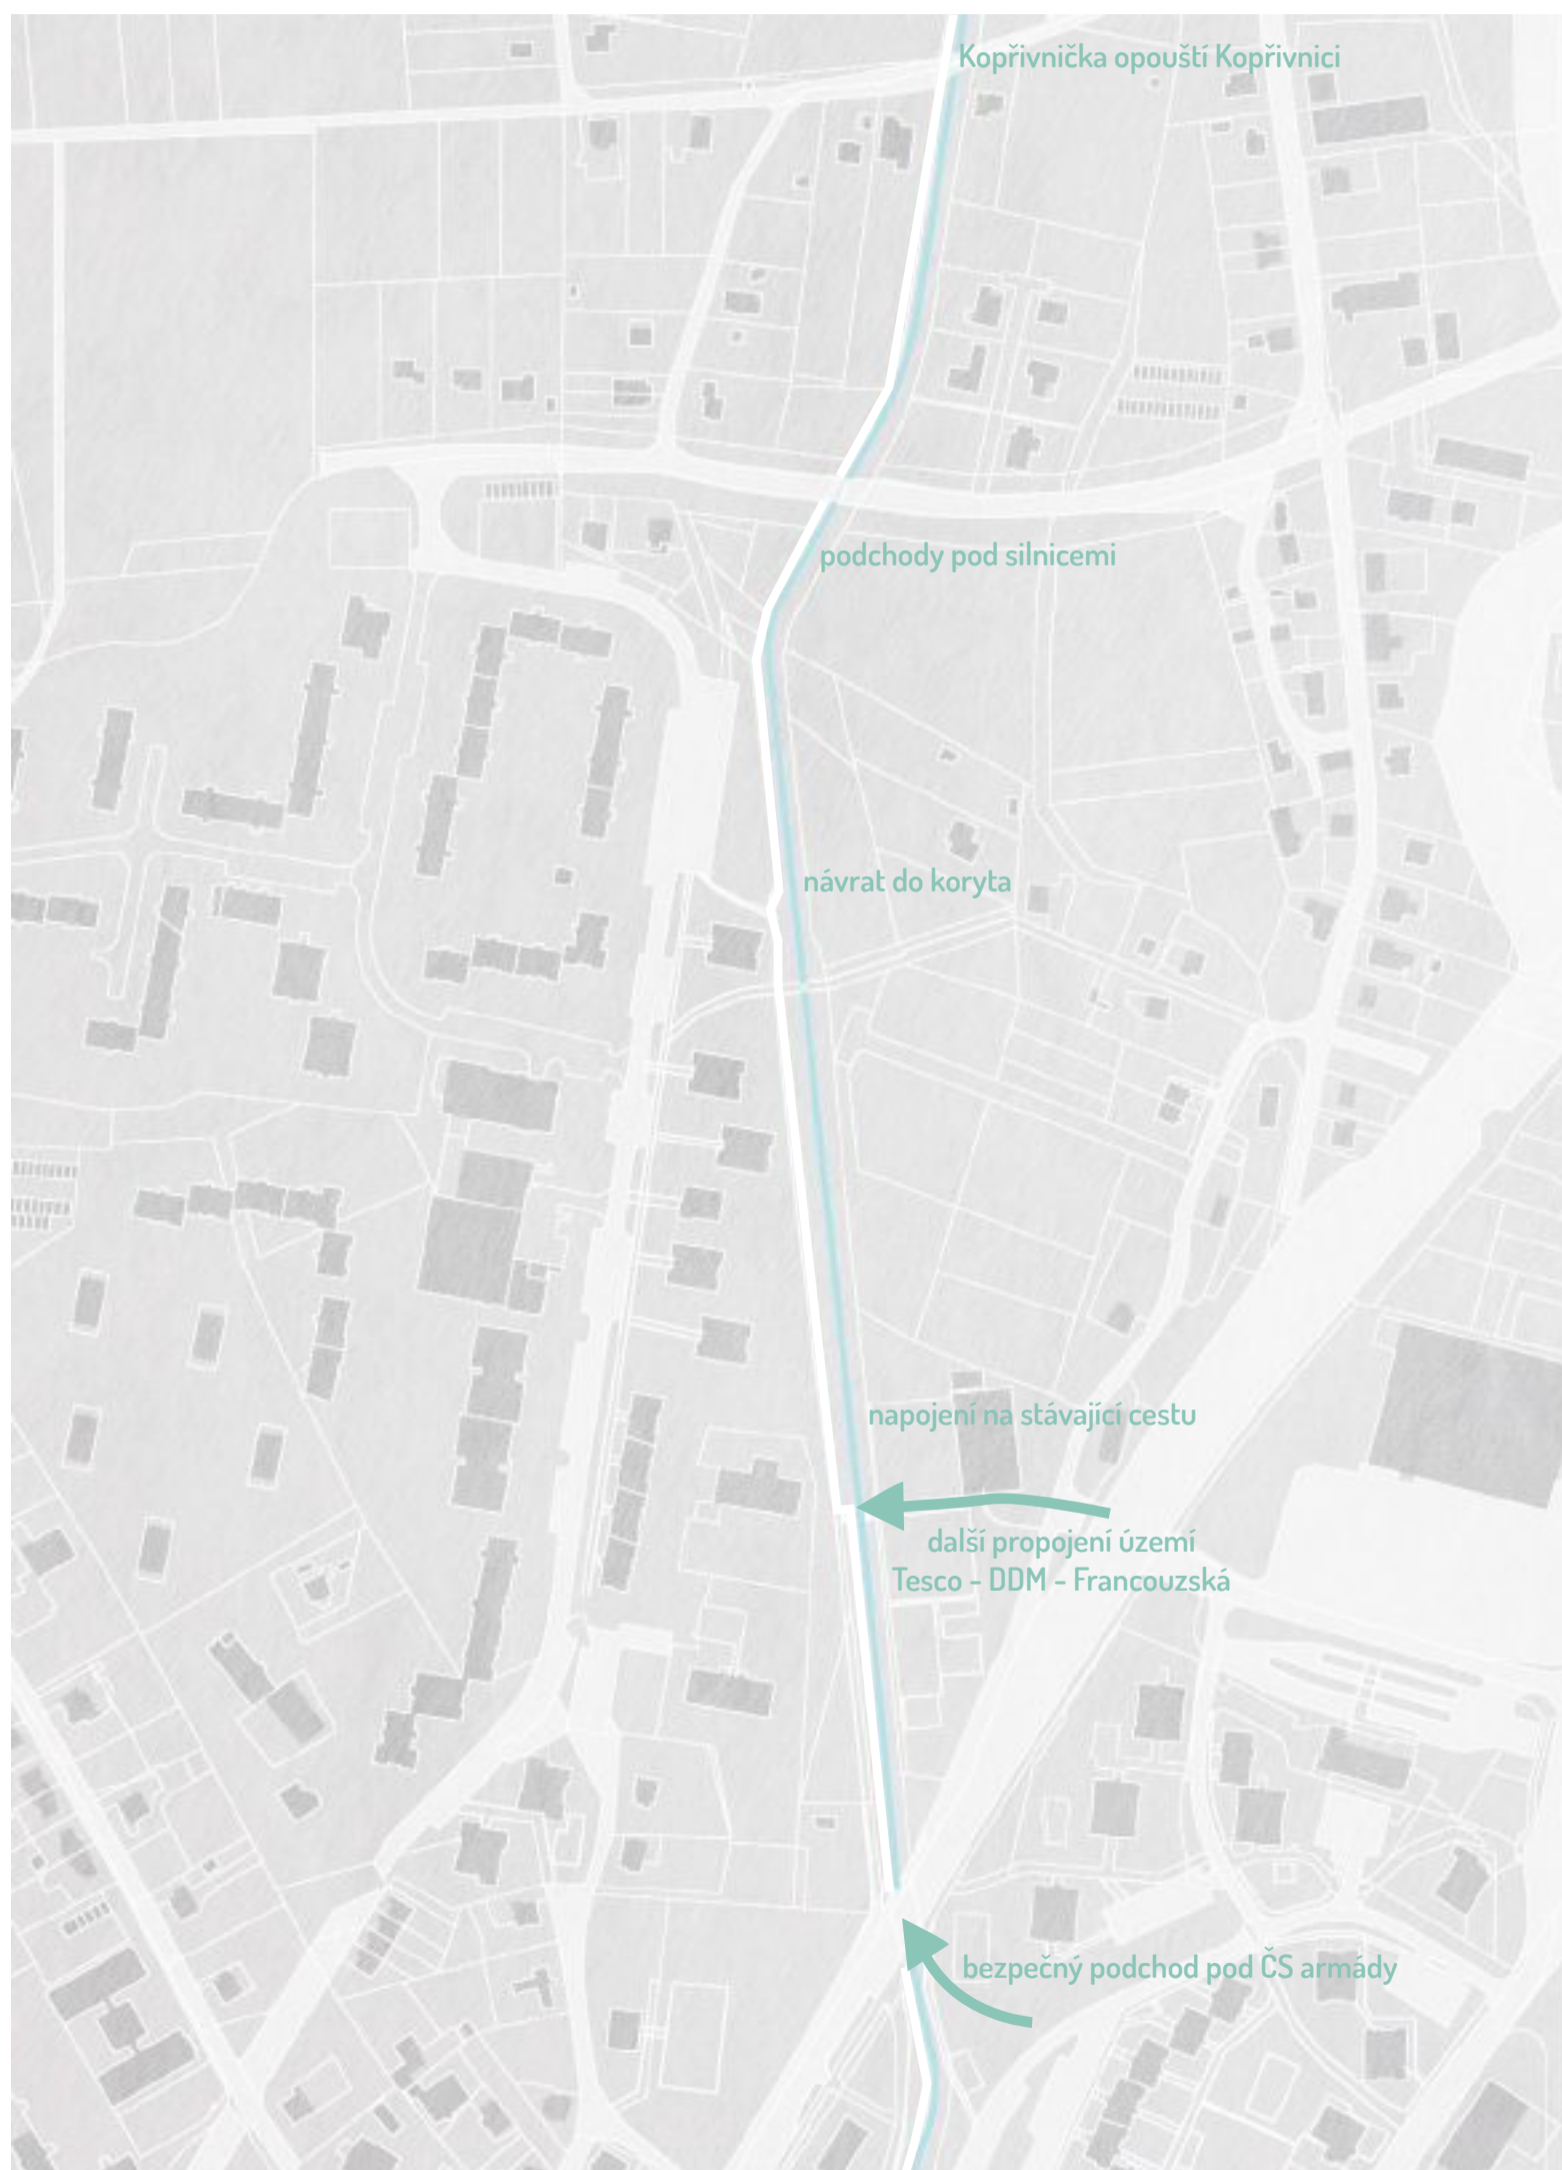 Kopřivnička opouští Kopřivnici
podchody pod silnicemi
návrat do koryta
napojení na stávající cestu
další propojení území
Tesco - DDM - Francouzská
bezpečný podchod pod ČS armády